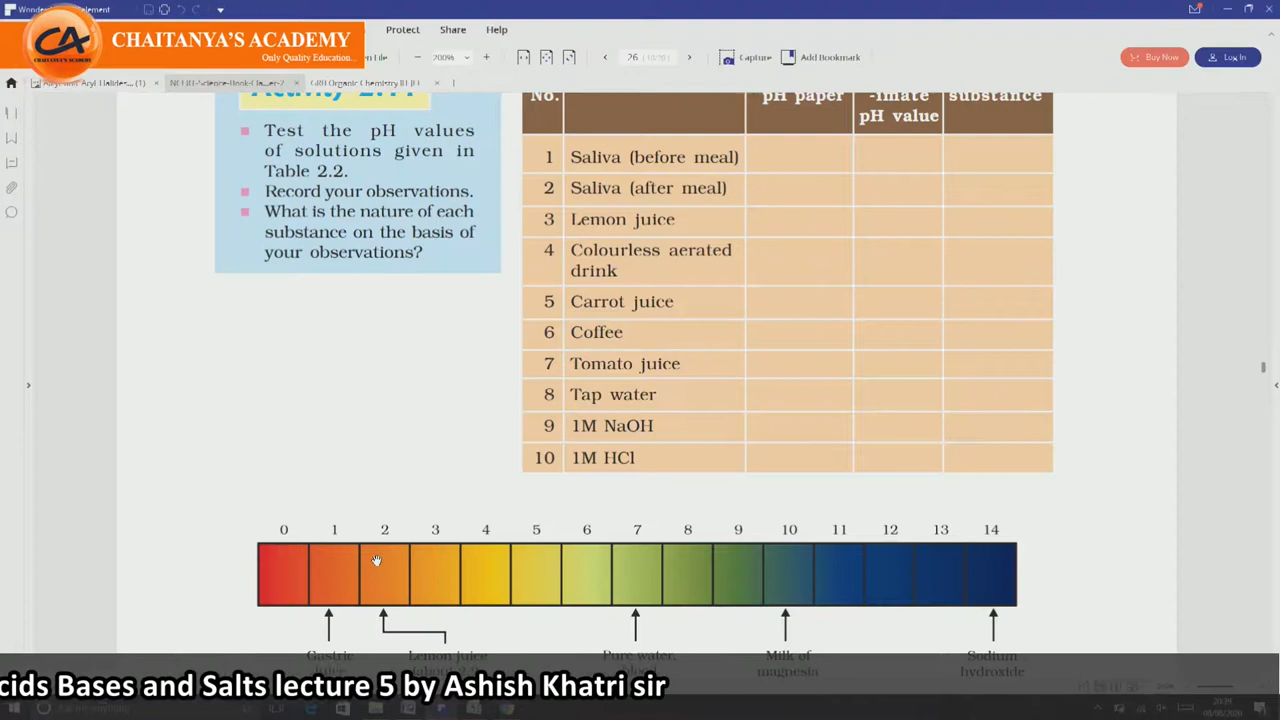 CHAITANYA'S ACADEMY
Only Quality Education...
Protect Share Help
200% 26 Capture Add Bookmark Buy Now Log In
No. pH paper -imate substance
pH value
Test the pH values
of solutions given in
Table 2.2.
Record your observations.
What is the nature of each
substance on the basis of
your observations?
1 Saliva (before meal)
2 Saliva (after meal)
3 Lemon juice
4 Colourless aerated
drink
5 Carrot juice
6 Coffee
7 Tomato juice
8 Tap water
9 1M NaOH
10 1M HCl
0 1 2 3 4 5 6 7 8 9 10 11 12 13 14
Gastric Lemon juice Pure water, Milk of Sodium
magnesia hydroxide
cids Bases and Salts lecture 5 by Ashish Khatri sir